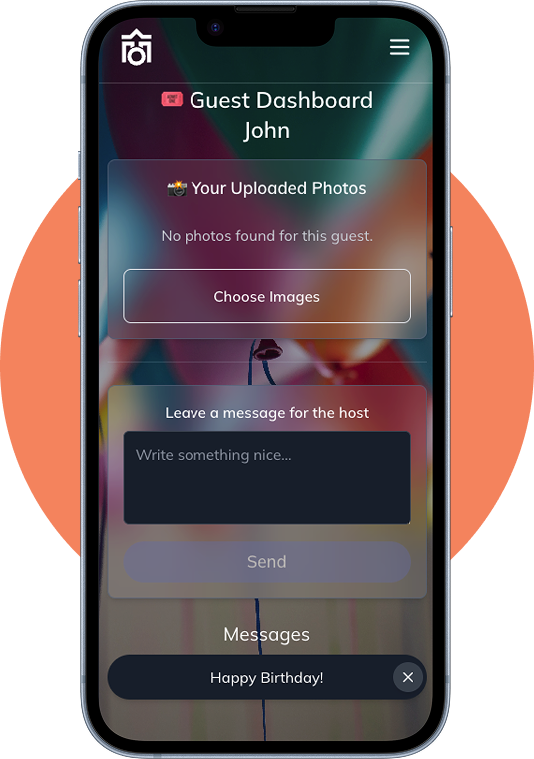 Guest Dashboard
John
Your Uploaded Photos
No photos found for this guest.
Choose Images
Leave a message for the host
Write something nice...
Send
Messages
Happy Birthday!